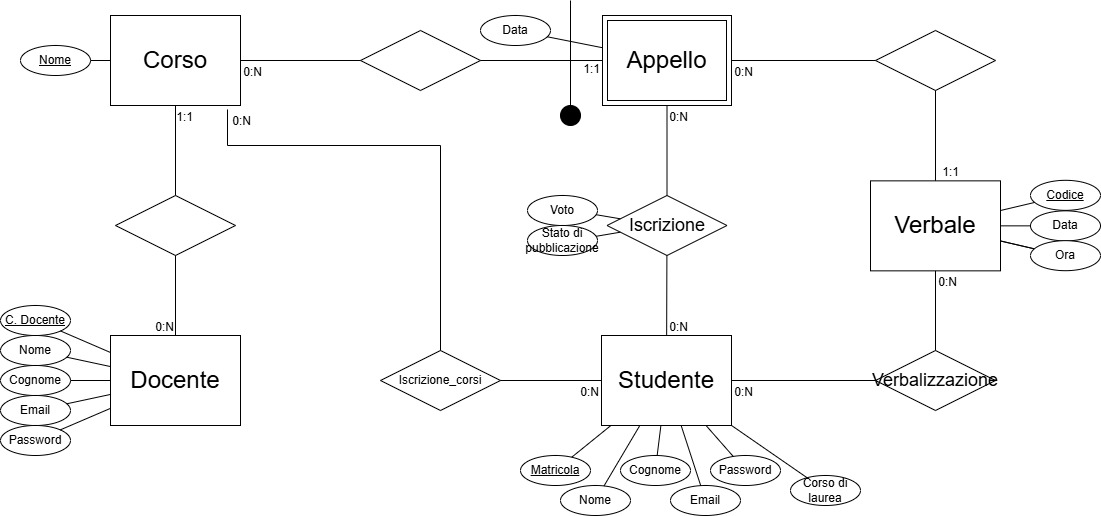 Data
Nome
Corso
0:N
1:1
Appello
0:N
1:1
0:N
0:N
1:1
Codice
Voto
Iscrizione
Verbale
Data
Stato di
pubblicazione
Ora
0:N
C. Docente
0:N
0:N
Nome
Cognome
Docente
Iscrizione_corsi
Studente
Verbalizzazione
0:N
0:N
Email
Password
Matricola
Cognome
Password
Corso di
laurea
Nome
Email